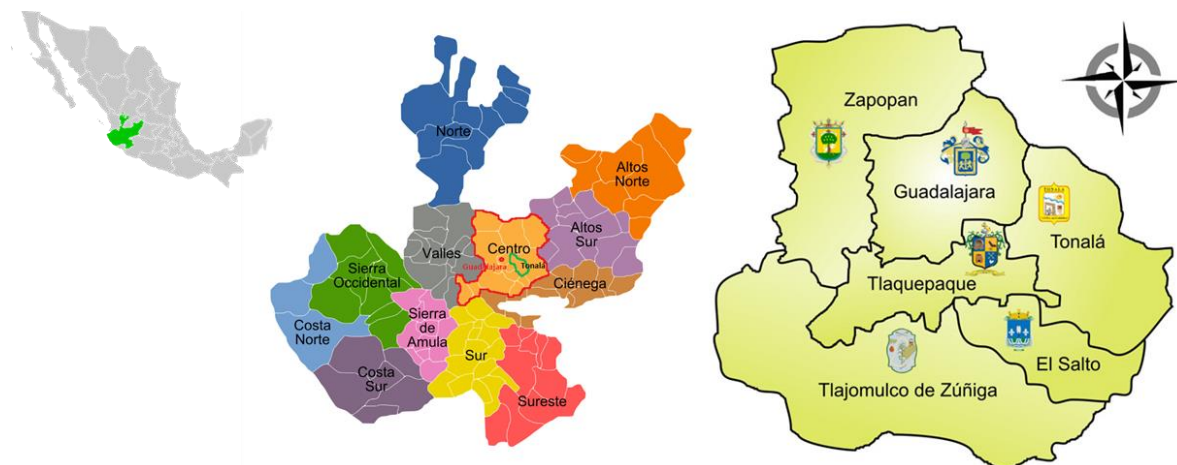 Norte
Altos
Norte
Altos
Sur
Valles
Centro
Guadalajara
Tonalá
Ciénega
Sierra
Occidental
Costa
Norte
Sierra
de
Amula
Sur
Costa
Sur
Sureste
Zapopan
Guadalajara
TONALA
Tonalá
Tlaquepaque
El Salto
Tlajomulco de Zúñiga